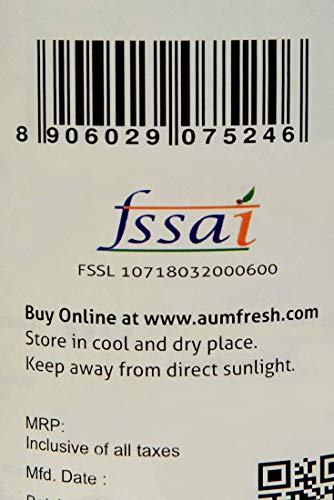 8 906029 075246
fssai
FSSL 10718032000600
Buy Online at www.aumfresh.com
Store in cool and dry place.
Keep away from direct sunlight.
MRP:
Inclusive of all taxes
Mfd. Date :